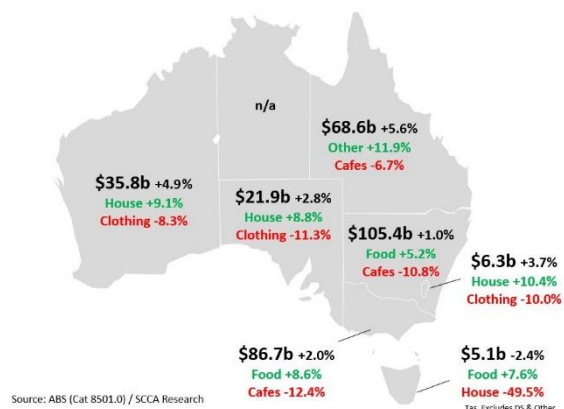 n/a
$68.6b +5.6%
Other +11.9%
Cafes -6.7%
$35.8b +4.9%
House +9.1%
Clothing -8.3%
$21.9b +2.8%
House +8.8%
Clothing -11.3%
$105.4b +1.0%
Food +5.2%
Cafes -10.8%
$6.3b +3.7%
House +10.4%
Clothing -10.0%
$86.7b +2.0%
Food +8.6%
Cafes -12.4%
$5.1b -2.4%
Food +7.6%
House -49.5%
Source: ABS (Cat 8501.0) / SCCA Research
Tas. Excludes DS & Other